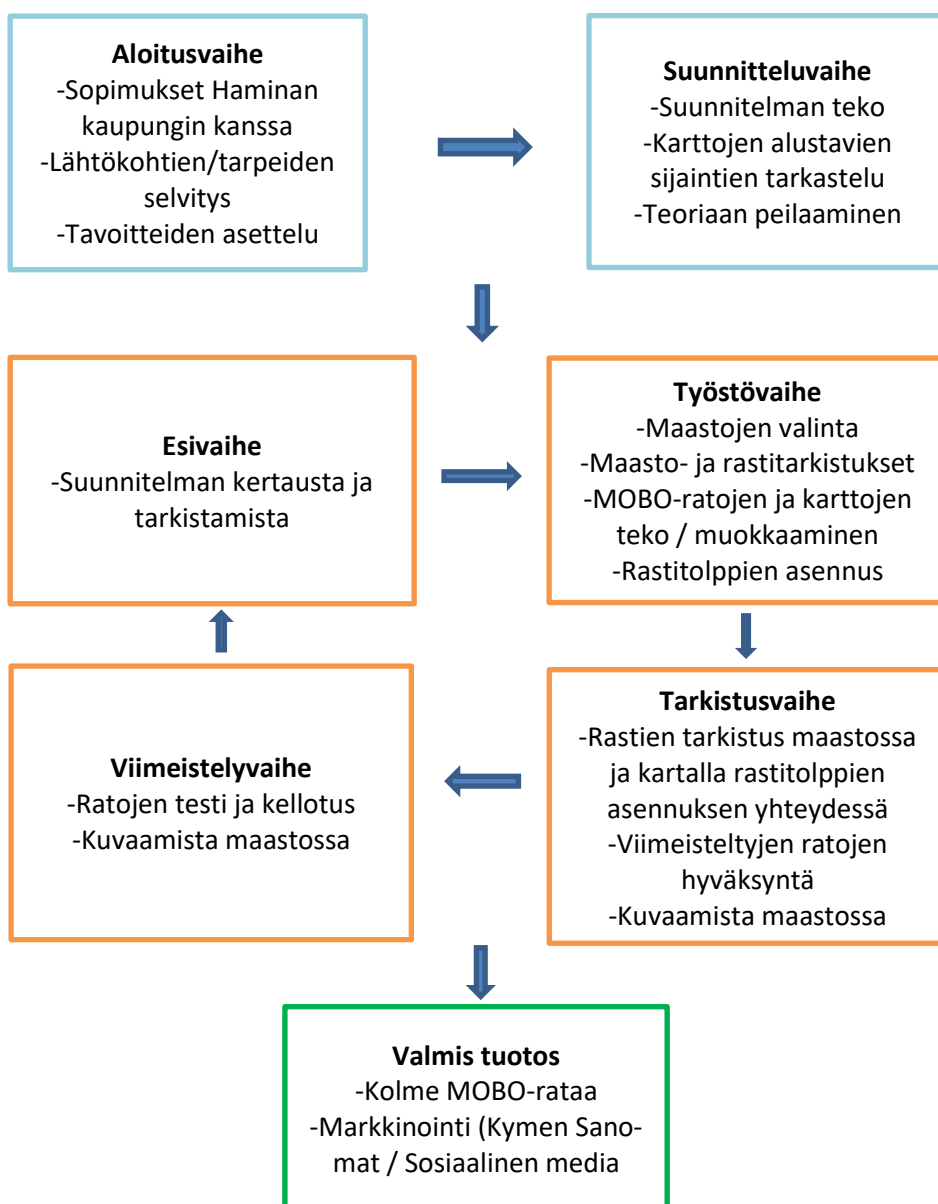 Aloitusvaihe
-Sopimukset Haminan
kaupungin kanssa
-Lähtökohtien/tarpeiden
selvitys
-Tavoitteiden asettelu
Suunnitteluvaihe
-Suunnitelman teko
-Karttojen alustavien
sijaintien tarkastelu
-Teoriaan peilaaminen
Esivaihe
-Suunnitelman kertausta ja
tarkistamista
Työstövaihe
-Maastojen valinta
-Maasto- ja rastitarkistukset
-MOBO-ratojen ja karttojen
teko / muokkaaminen
-Rastitolppien asennus
Viimeistelyvaihe
-Ratojen testi ja kellotus
-Kuvaamista maastossa
Tarkistusvaihe
-Rastien tarkistus maastossa
ja kartalla rastitolppien
asennuksen yhteydessä
-Viimeisteltyjen ratojen
hyväksyntä
-Kuvaamista maastossa
Valmis tuotos
-Kolme MOBO-rataa
-Markkinointi (Kymen Sano-
mat / Sosiaalinen media